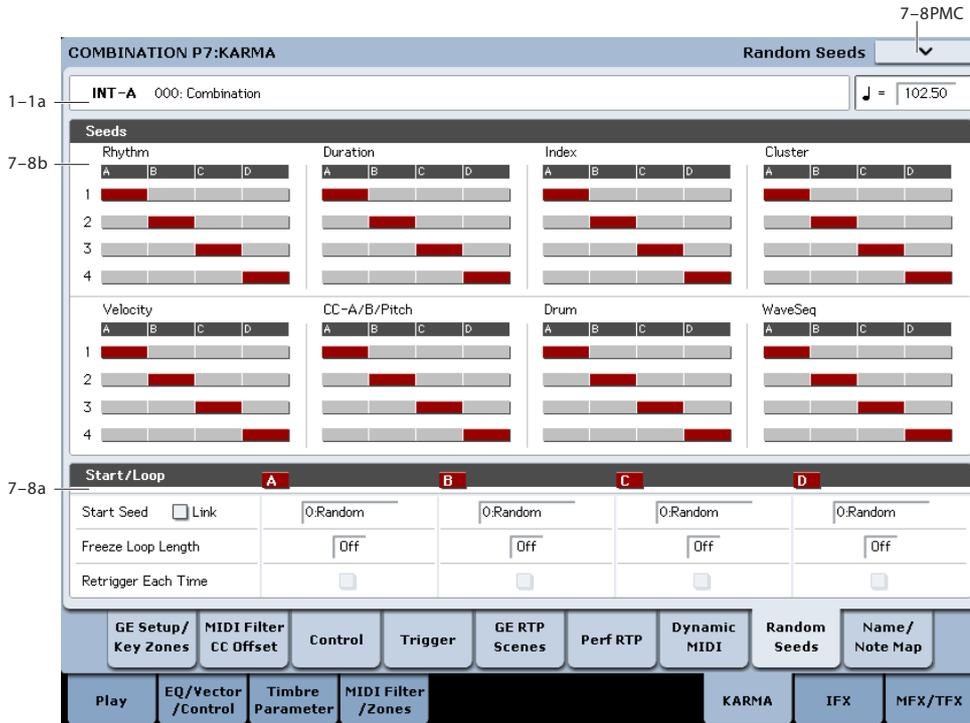 7–8PMC
COMBINATION P7:KARMA Random Seeds
1–1a
INT-A 000: Combination ♩ = 102.50
Seeds
7–8b
Rhythm Duration Index Cluster
A B C D A B C D A B C D A B C D
1
2
3
4
Velocity CC-A/B/Pitch Drum WaveSeq
A B C D A B C D A B C D A B C D
1
2
3
4
7–8a
Start/Loop A B C D
Start Seed Link 0:Random 0:Random 0:Random 0:Random
Freeze Loop Length Off Off Off Off
Retrigger Each Time
GE Setup/ Key Zones MIDI Filter CC Offset Control Trigger GE RTP Scenes Perf RTP Dynamic MIDI Random Seeds Name/ Note Map
Play EQ/Vector /Control Timbre Parameter MIDI Filter /Zones KARMA IFX MFX/TFX